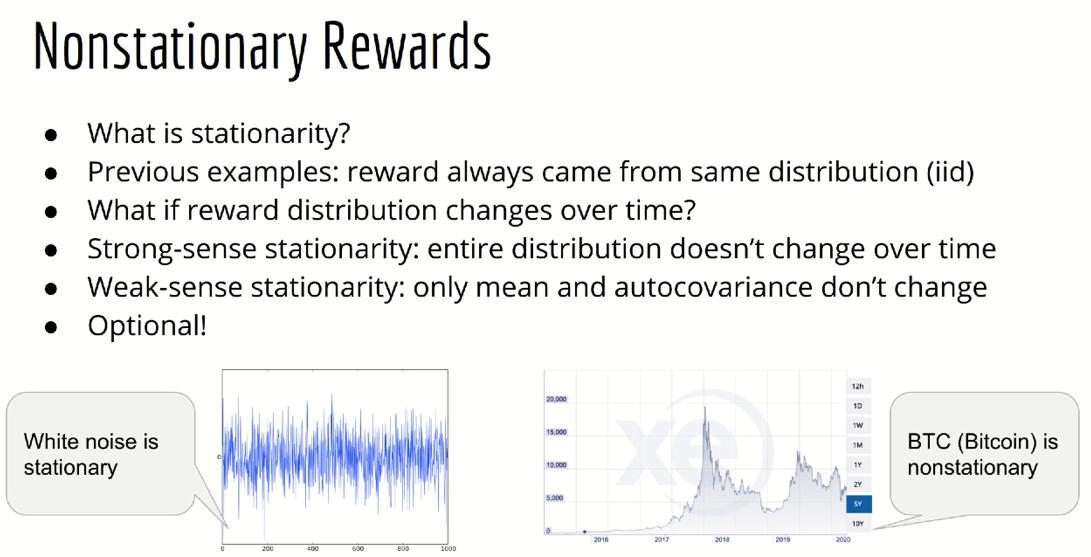 Nonstationary Rewards
What is stationarity?
Previous examples: reward always came from same distribution (iid)
What if reward distribution changes over time?
Strong-sense stationarity: entire distribution doesn't change over time
Weak-sense stationarity: only mean and autocovariance don't change
Optional!
White noise is
stationary
0
0 200 400 600 800 1000
20,000
15,000
10,000
5,000
0
2016 2017 2018 2019 2020
xe
12h
1D
1W
1M
1Y
2Y
5Y
10Y
BTC (Bitcoin) is
nonstationary